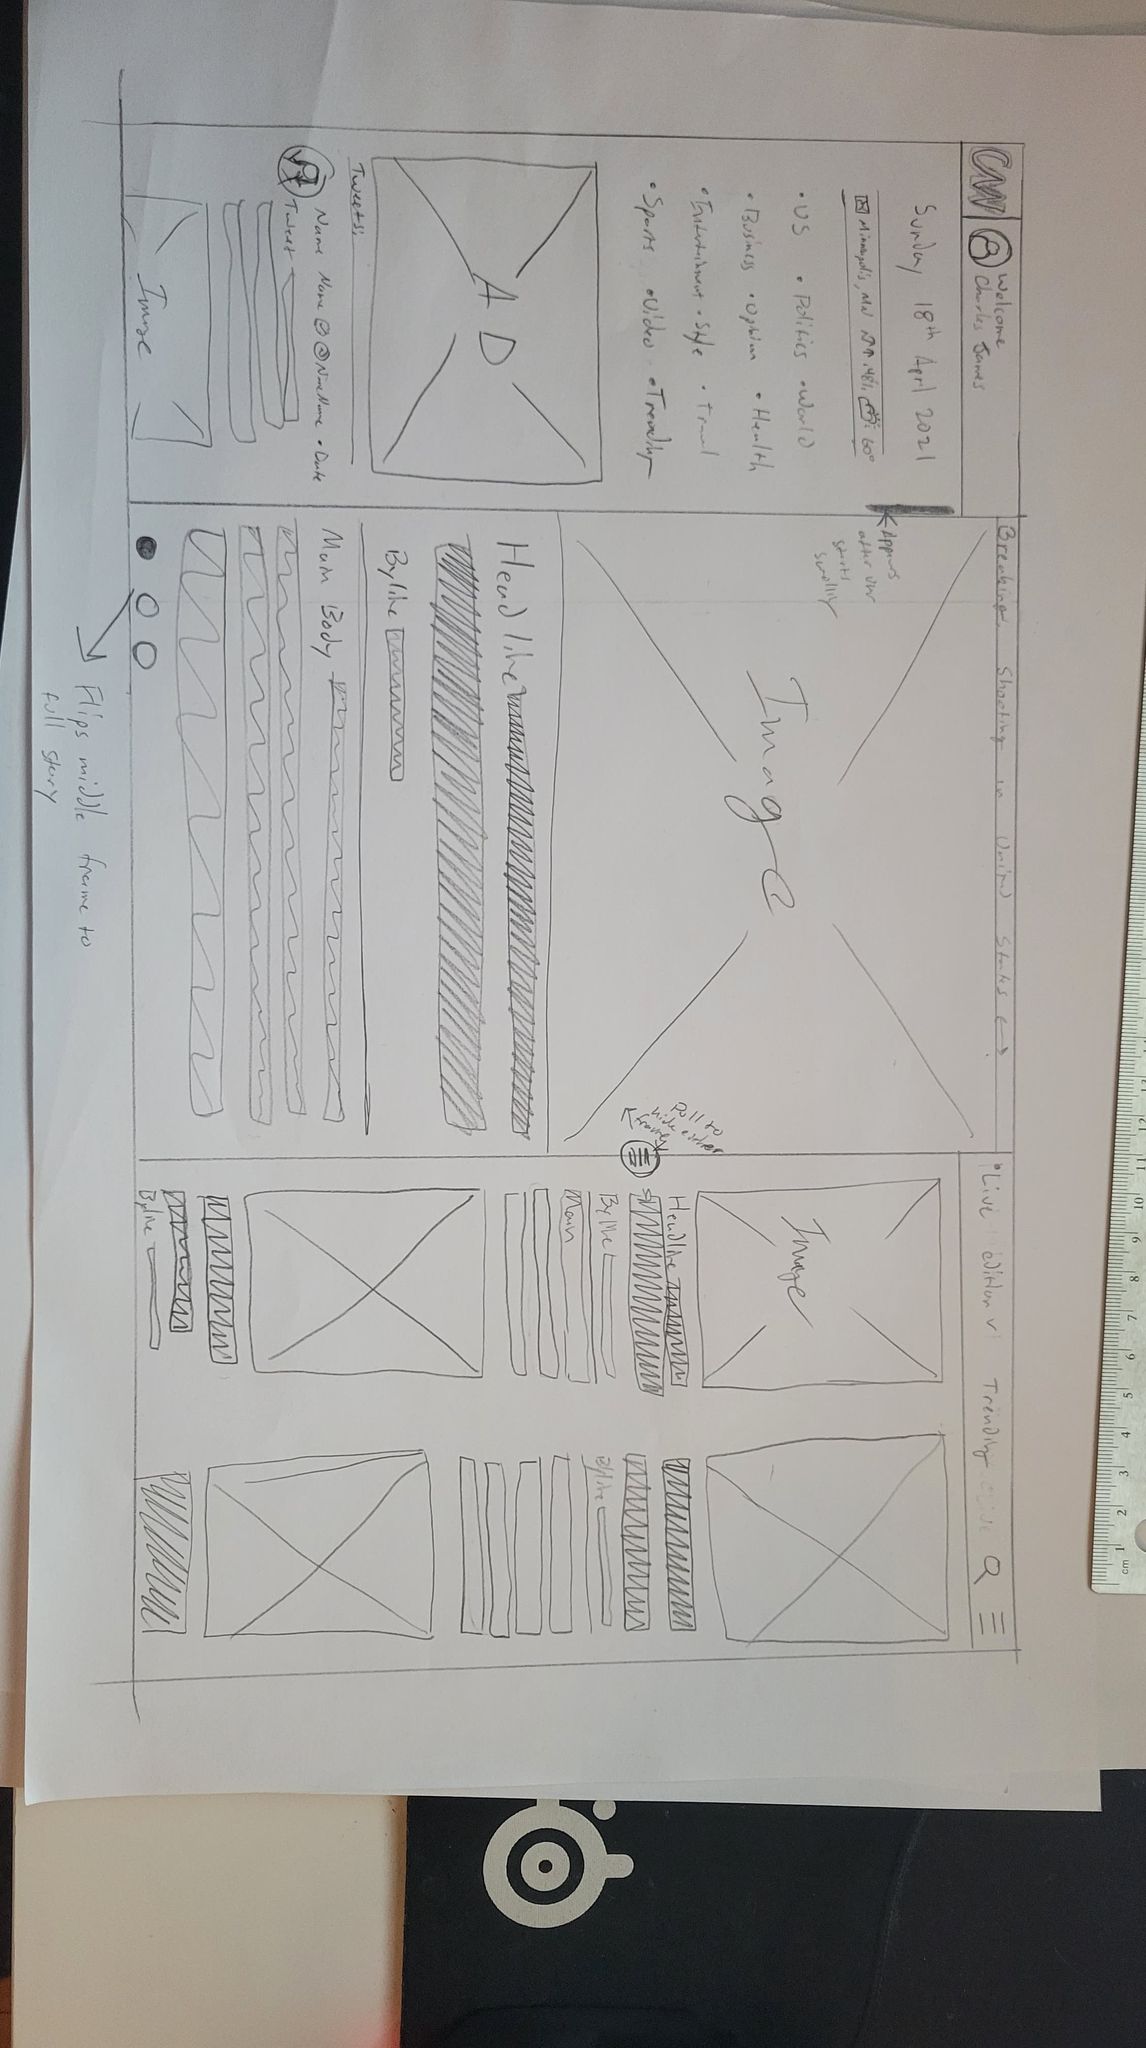 CNN
Welcome
Charles James
Sunday 18th April 2021
Minneapolis, MN 48% 60°
• US • Politics • World
• Business • Opinion • Health
• Entertainment • Style • Travel
• Sports • Video • Trending
AD
Tweets:
Name Name NameName • Date
Tweet
Image
Breaking: Shooting in United States
Appears
after user
starts
scrolling
Image
Headline
Byline
Main Body
Flips middle frame to
full story
Pull to
hide either
frame
• Live edition v Trending
Image
Headline
Byline
Main
Byline
Byline
cm 1 2 3 4 5 6 7 8 9 10 11 12 13